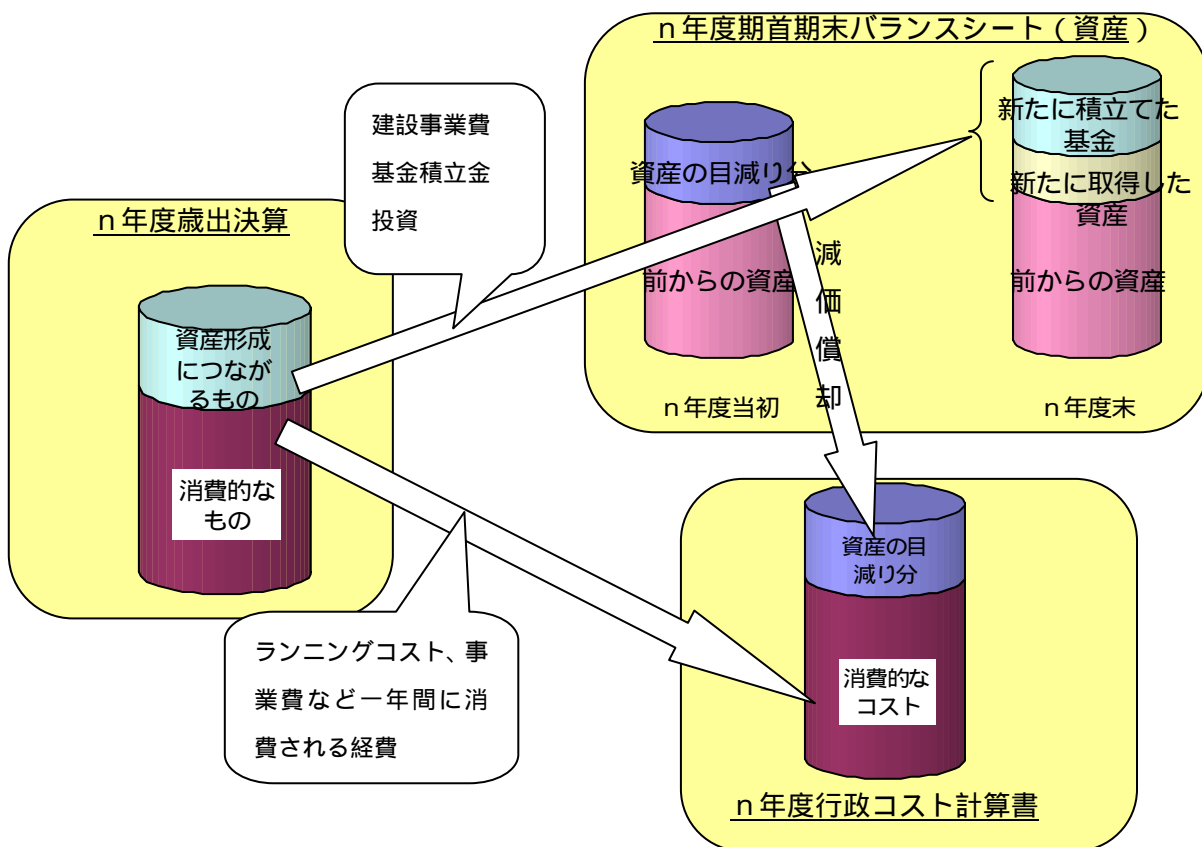 n年度期首期末バランスシート（資産）
建設事業費
基金積立金
投資
資産の目減り分
前からの資産
n年度当初
新たに積立てた
基金
新たに取得した
資産
前からの資産
n年度末
減
価
償
却
n年度歳出決算
資産形成
につなが
るもの
消費的な
もの
ランニングコスト、事
業費など一年間に消
費される経費
資産の目
減り分
消費的な
コスト
n年度行政コスト計算書